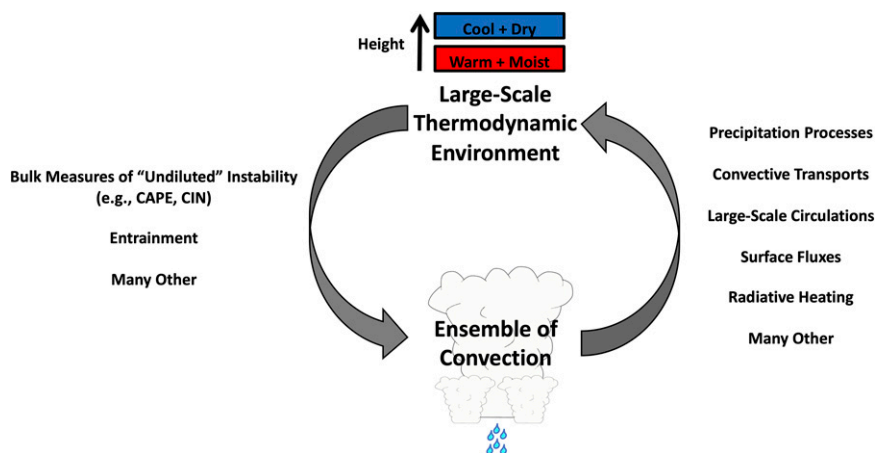 Cool + Dry
Height
Warm + Moist
Large-Scale
Thermodynamic
Environment
Bulk Measures of “Undiluted” Instability
(e.g., CAPE, CIN)
Entrainment
Many Other
Precipitation Processes
Convective Transports
Large-Scale Circulations
Surface Fluxes
Radiative Heating
Many Other
Ensemble of
Convection